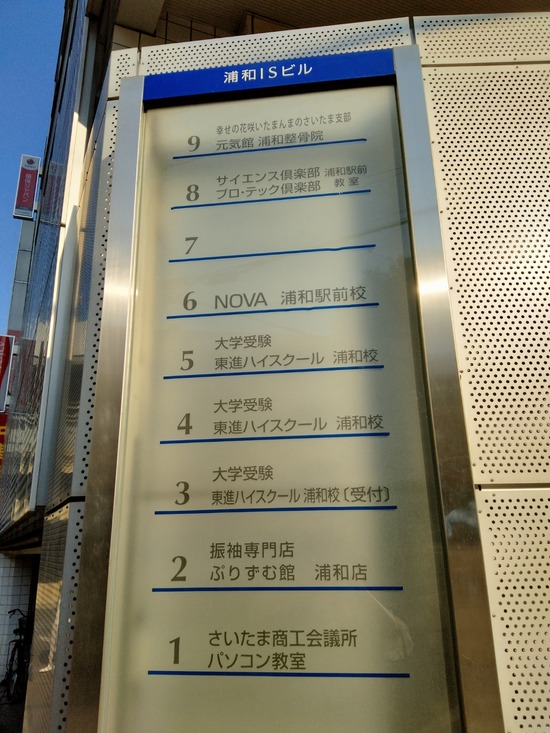 浦和ISビル
幸せの花咲いたまんまのさいたま支部
9 元気館 浦和整骨院
8 サイエンス倶楽部 浦和駅前
プロ・テック倶楽部 教室
7
6 NOVA 浦和駅前校
5 大学受験
東進ハイスクール 浦和校
4 大学受験
東進ハイスクール 浦和校
3 大学受験
東進ハイスクール 浦和校〔受付〕
2 振袖専門店
ぷりずむ館 浦和店
1 さいたま商工会議所
パソコン教室